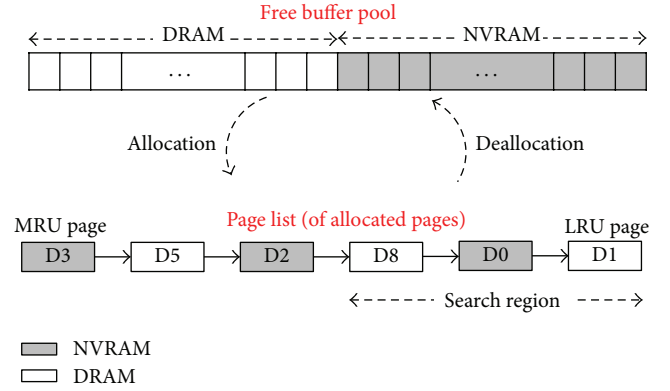 Free buffer pool
DRAM NVRAM
... ...
Allocation Deallocation
Page list (of allocated pages)
MRU page LRU page
D3 D5 D2 D8 D0 D1
Search region
NVRAM
DRAM